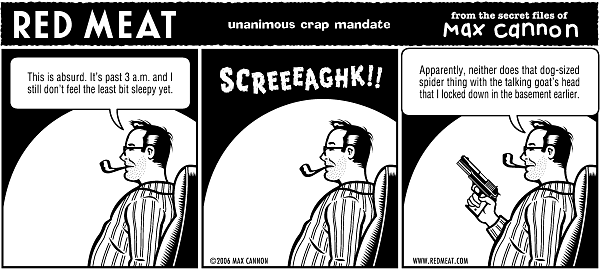 RED MEAT
unanimous crap mandate
from the secret files of
Max cannon
This is absurd. It's past 3 a.m. and I
still don't feel the least bit sleepy yet.
SCREEEAGHK!!
©2006 MAX CANNON
Apparently, neither does that dog-sized
spider thing with the talking goat's head
that I locked down in the basement earlier.
WWW.REDMEAT.COM